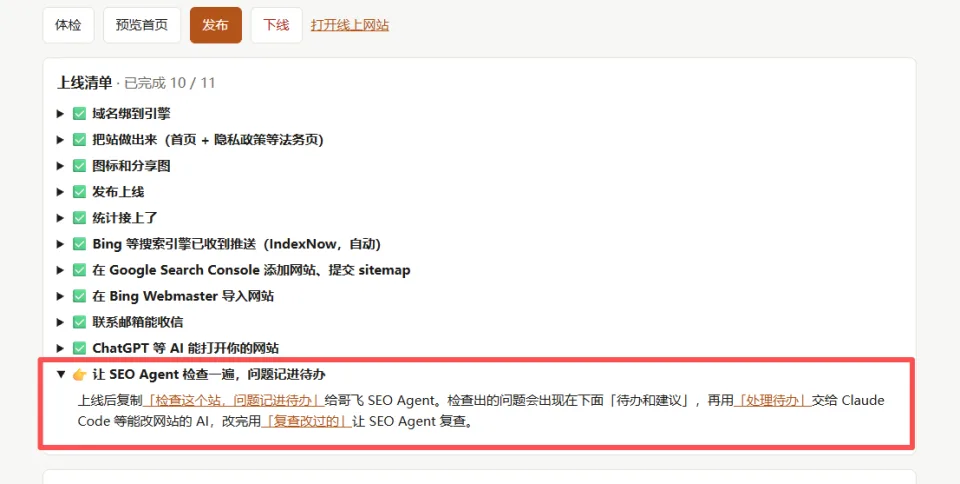 体检 预览首页 发布 下线 打开线上网站
上线清单 · 已完成 10 / 11
▶ ✅ 域名绑到引擎
▶ ✅ 把站做出来（首页 + 隐私政策等法务页）
▶ ✅ 图标和分享图
▶ ✅ 发布上线
▶ ✅ 统计接上了
▶ ✅ Bing 等搜索引擎已收到推送（IndexNow，自动）
▶ ✅ 在 Google Search Console 添加网站、提交 sitemap
▶ ✅ 在 Bing Webmaster 导入网站
▶ ✅ 联系邮箱能收信
▶ ✅ ChatGPT 等 AI 能打开你的网站
▼ 👉 让 SEO Agent 检查一遍，问题记进待办
上线后复制「检查这个站，问题记进待办」给哥飞 SEO Agent。检查出的问题会出现在下面「待办和建议」，再用「处理待办」交给 Claude
Code 等能改网站的 AI，改完用「复查改过的」让 SEO Agent 复查。